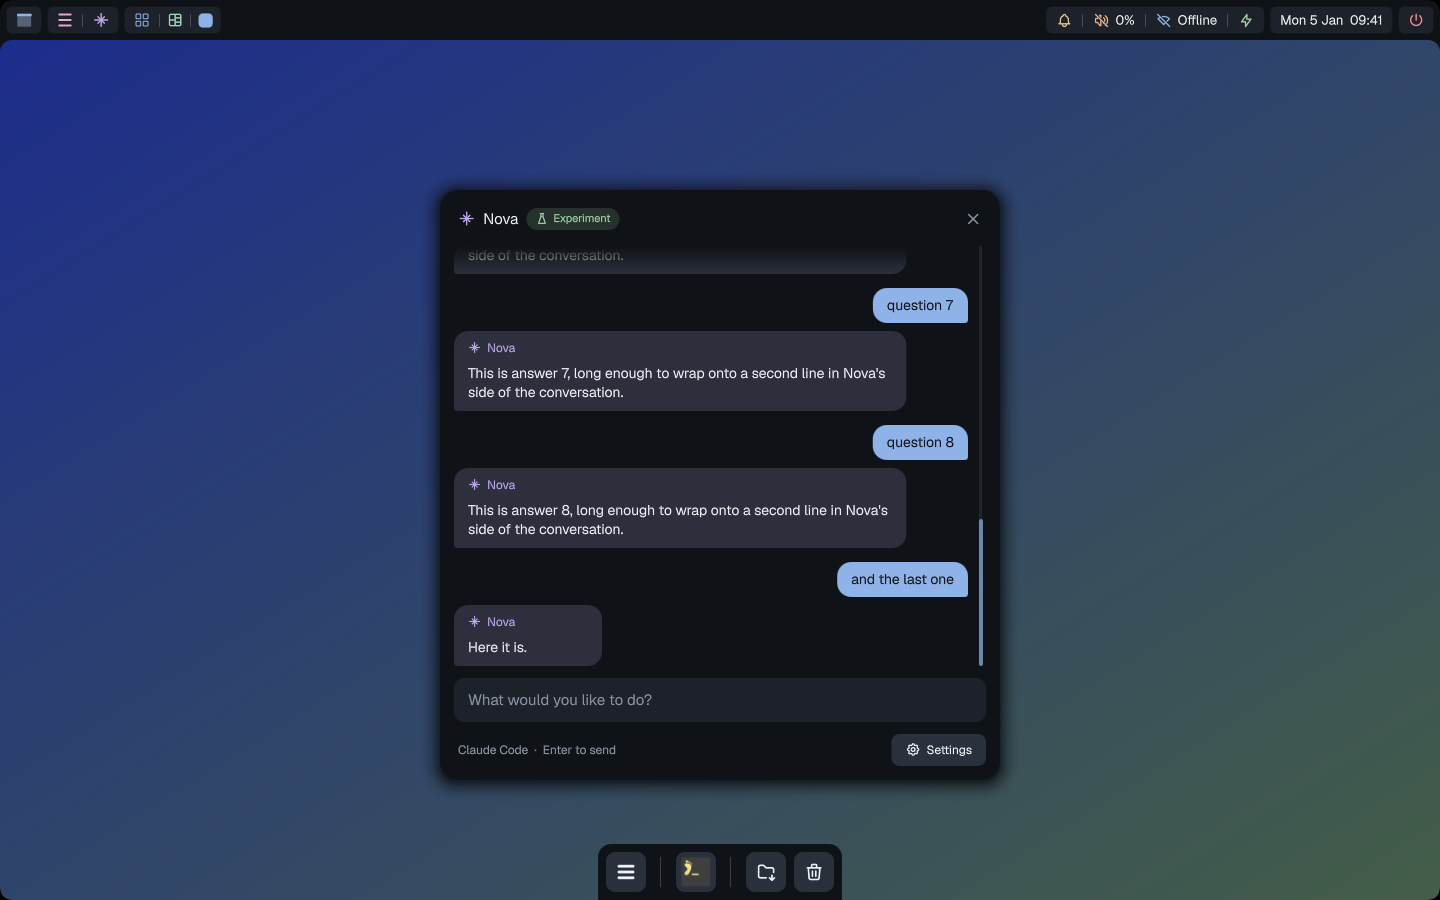 0%
Offline
Mon 5 Jan 09:41
Nova
Experiment
side of the conversation.
question 7
Nova
This is answer 7, long enough to wrap onto a second line in Nova's
side of the conversation.
question 8
Nova
This is answer 8, long enough to wrap onto a second line in Nova's
side of the conversation.
and the last one
Nova
Here it is.
What would you like to do?
Claude Code · Enter to send
Settings